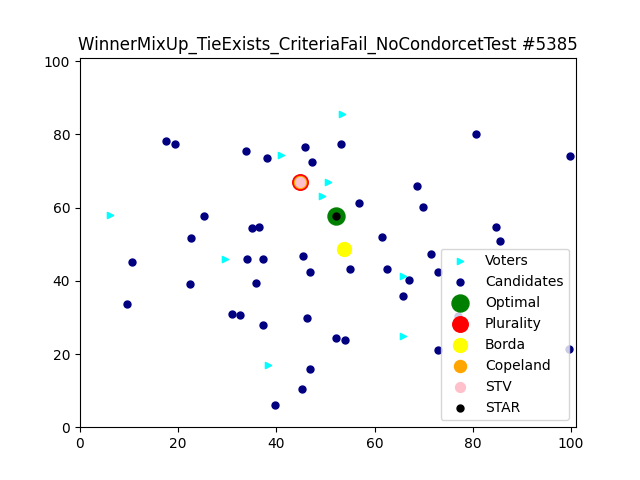 WinnerMixUp_TieExists_CriteriaFail_NoCondorcetTest #5385
100
80
60
40
20
0
0 20 40 60 80 100
Voters
Candidates
Optimal
Plurality
Borda
Copeland
STV
STAR